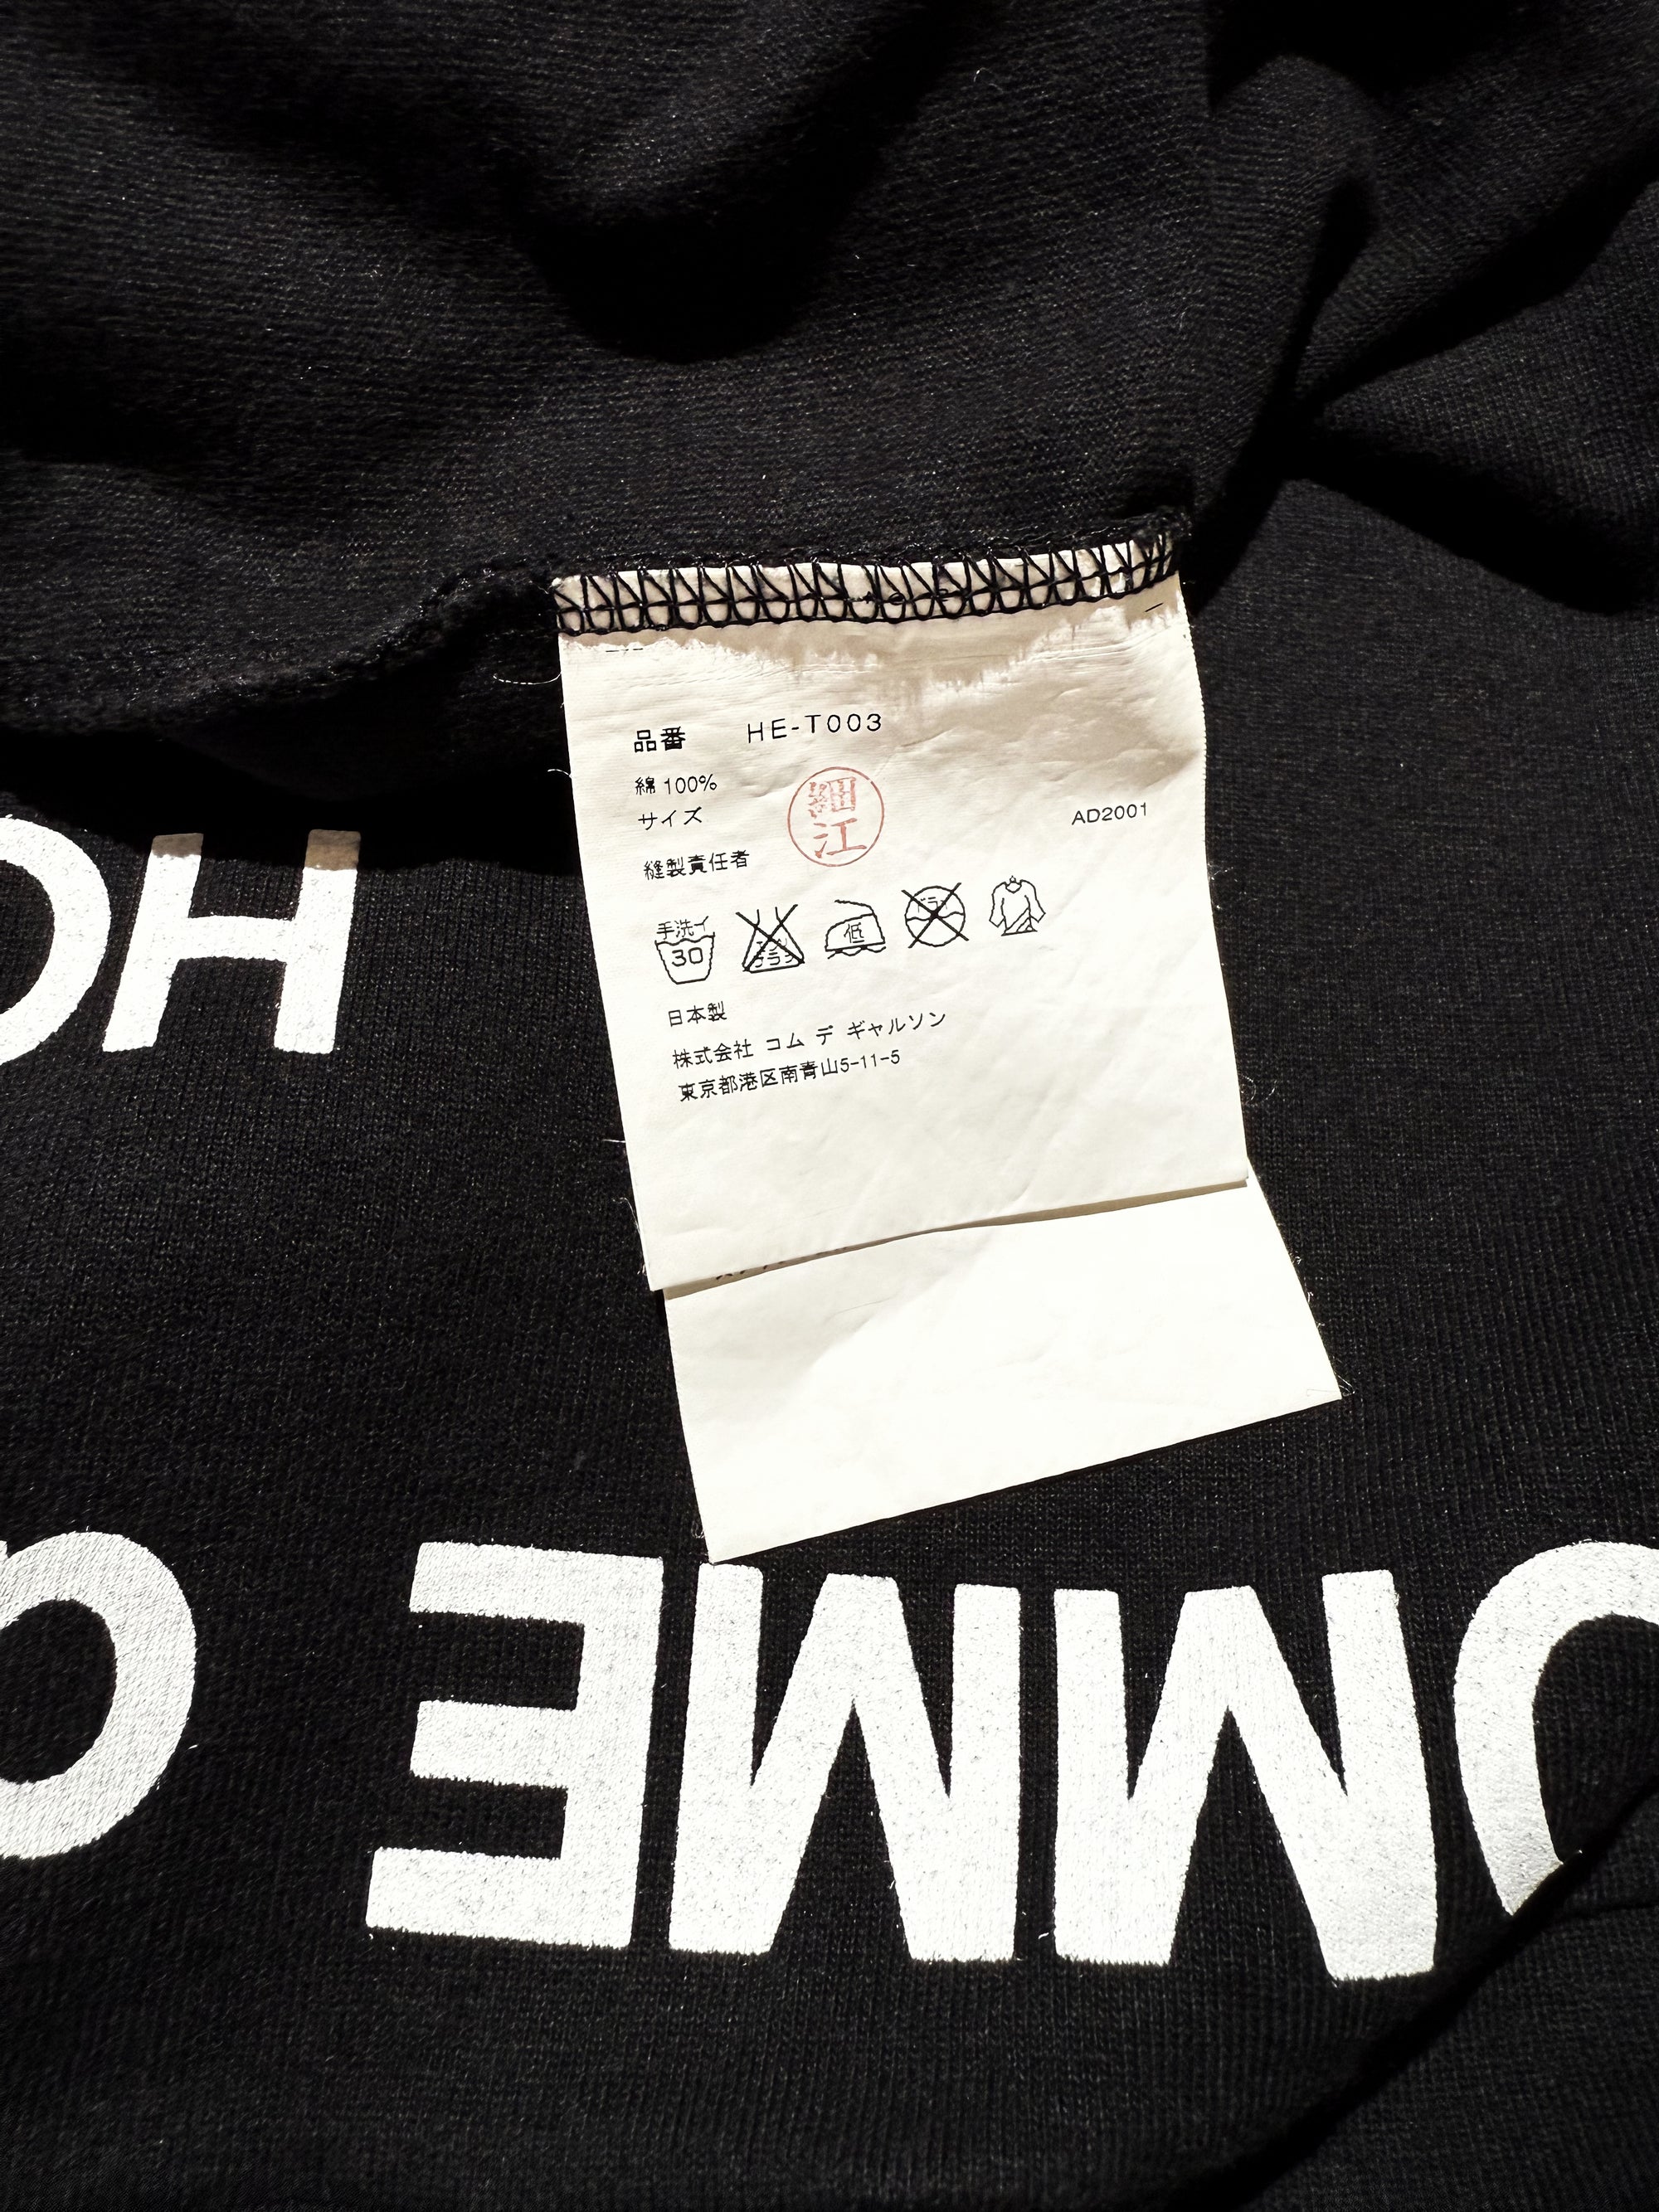 品番 HE-T003
綿 100%
サイズ
細江
AD2001
縫製責任者
手洗イ
30
低
日本製
株式会社 コム デ ギャルソン
東京都港区南青山5-11-5
OH
OMME